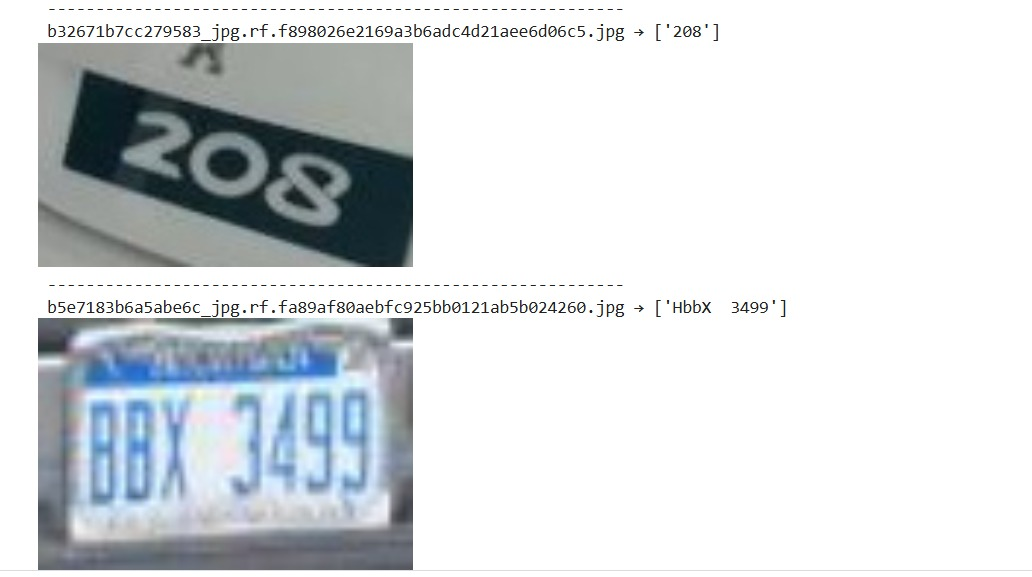 ---------------------------------------------------------
b32671b7cc279583_jpg.rf.f898026e2169a3b6adc4d21aee6d06c5.jpg → ['208']
208
---------------------------------------------------------
b5e7183b6a5abe6c_jpg.rf.fa89af80aebfc925bb0121ab5b024260.jpg → ['HbbX  3499']
BBX 3499